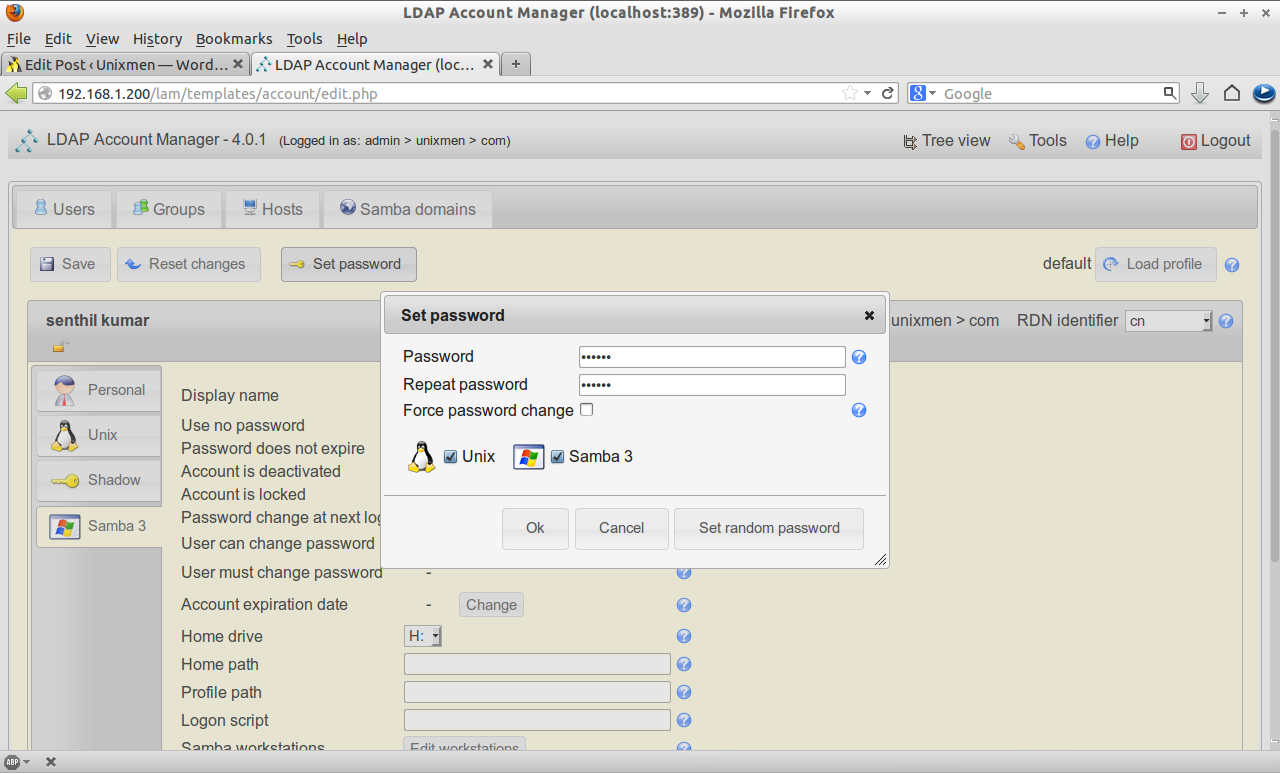 LDAP Account Manager (localhost:389) - Mozilla Firefox
File Edit View History Bookmarks Tools Help
Edit Post ‹ Unixmen — Word... LDAP Account Manager (loc...
192.168.1.200/lam/templates/account/edit.php Google
LDAP Account Manager - 4.0.1 (Logged in as: admin > unixmen > com) Tree view Tools Help Logout
Users Groups Hosts Samba domains
Save Reset changes Set password default Load profile
senthil kumar unixmen > com RDN identifier cn
Set password
Password ••••••
Repeat password ••••••
Force password change
Unix Samba 3
Ok Cancel Set random password
Personal
Unix
Shadow
Samba 3
Display name
Use no password
Password does not expire
Account is deactivated
Account is locked
Password change at next log
User can change password
User must change password -
Account expiration date - Change
Home drive H:
Home path
Profile path
Logon script
Samba workstations Edit workstations
ABP